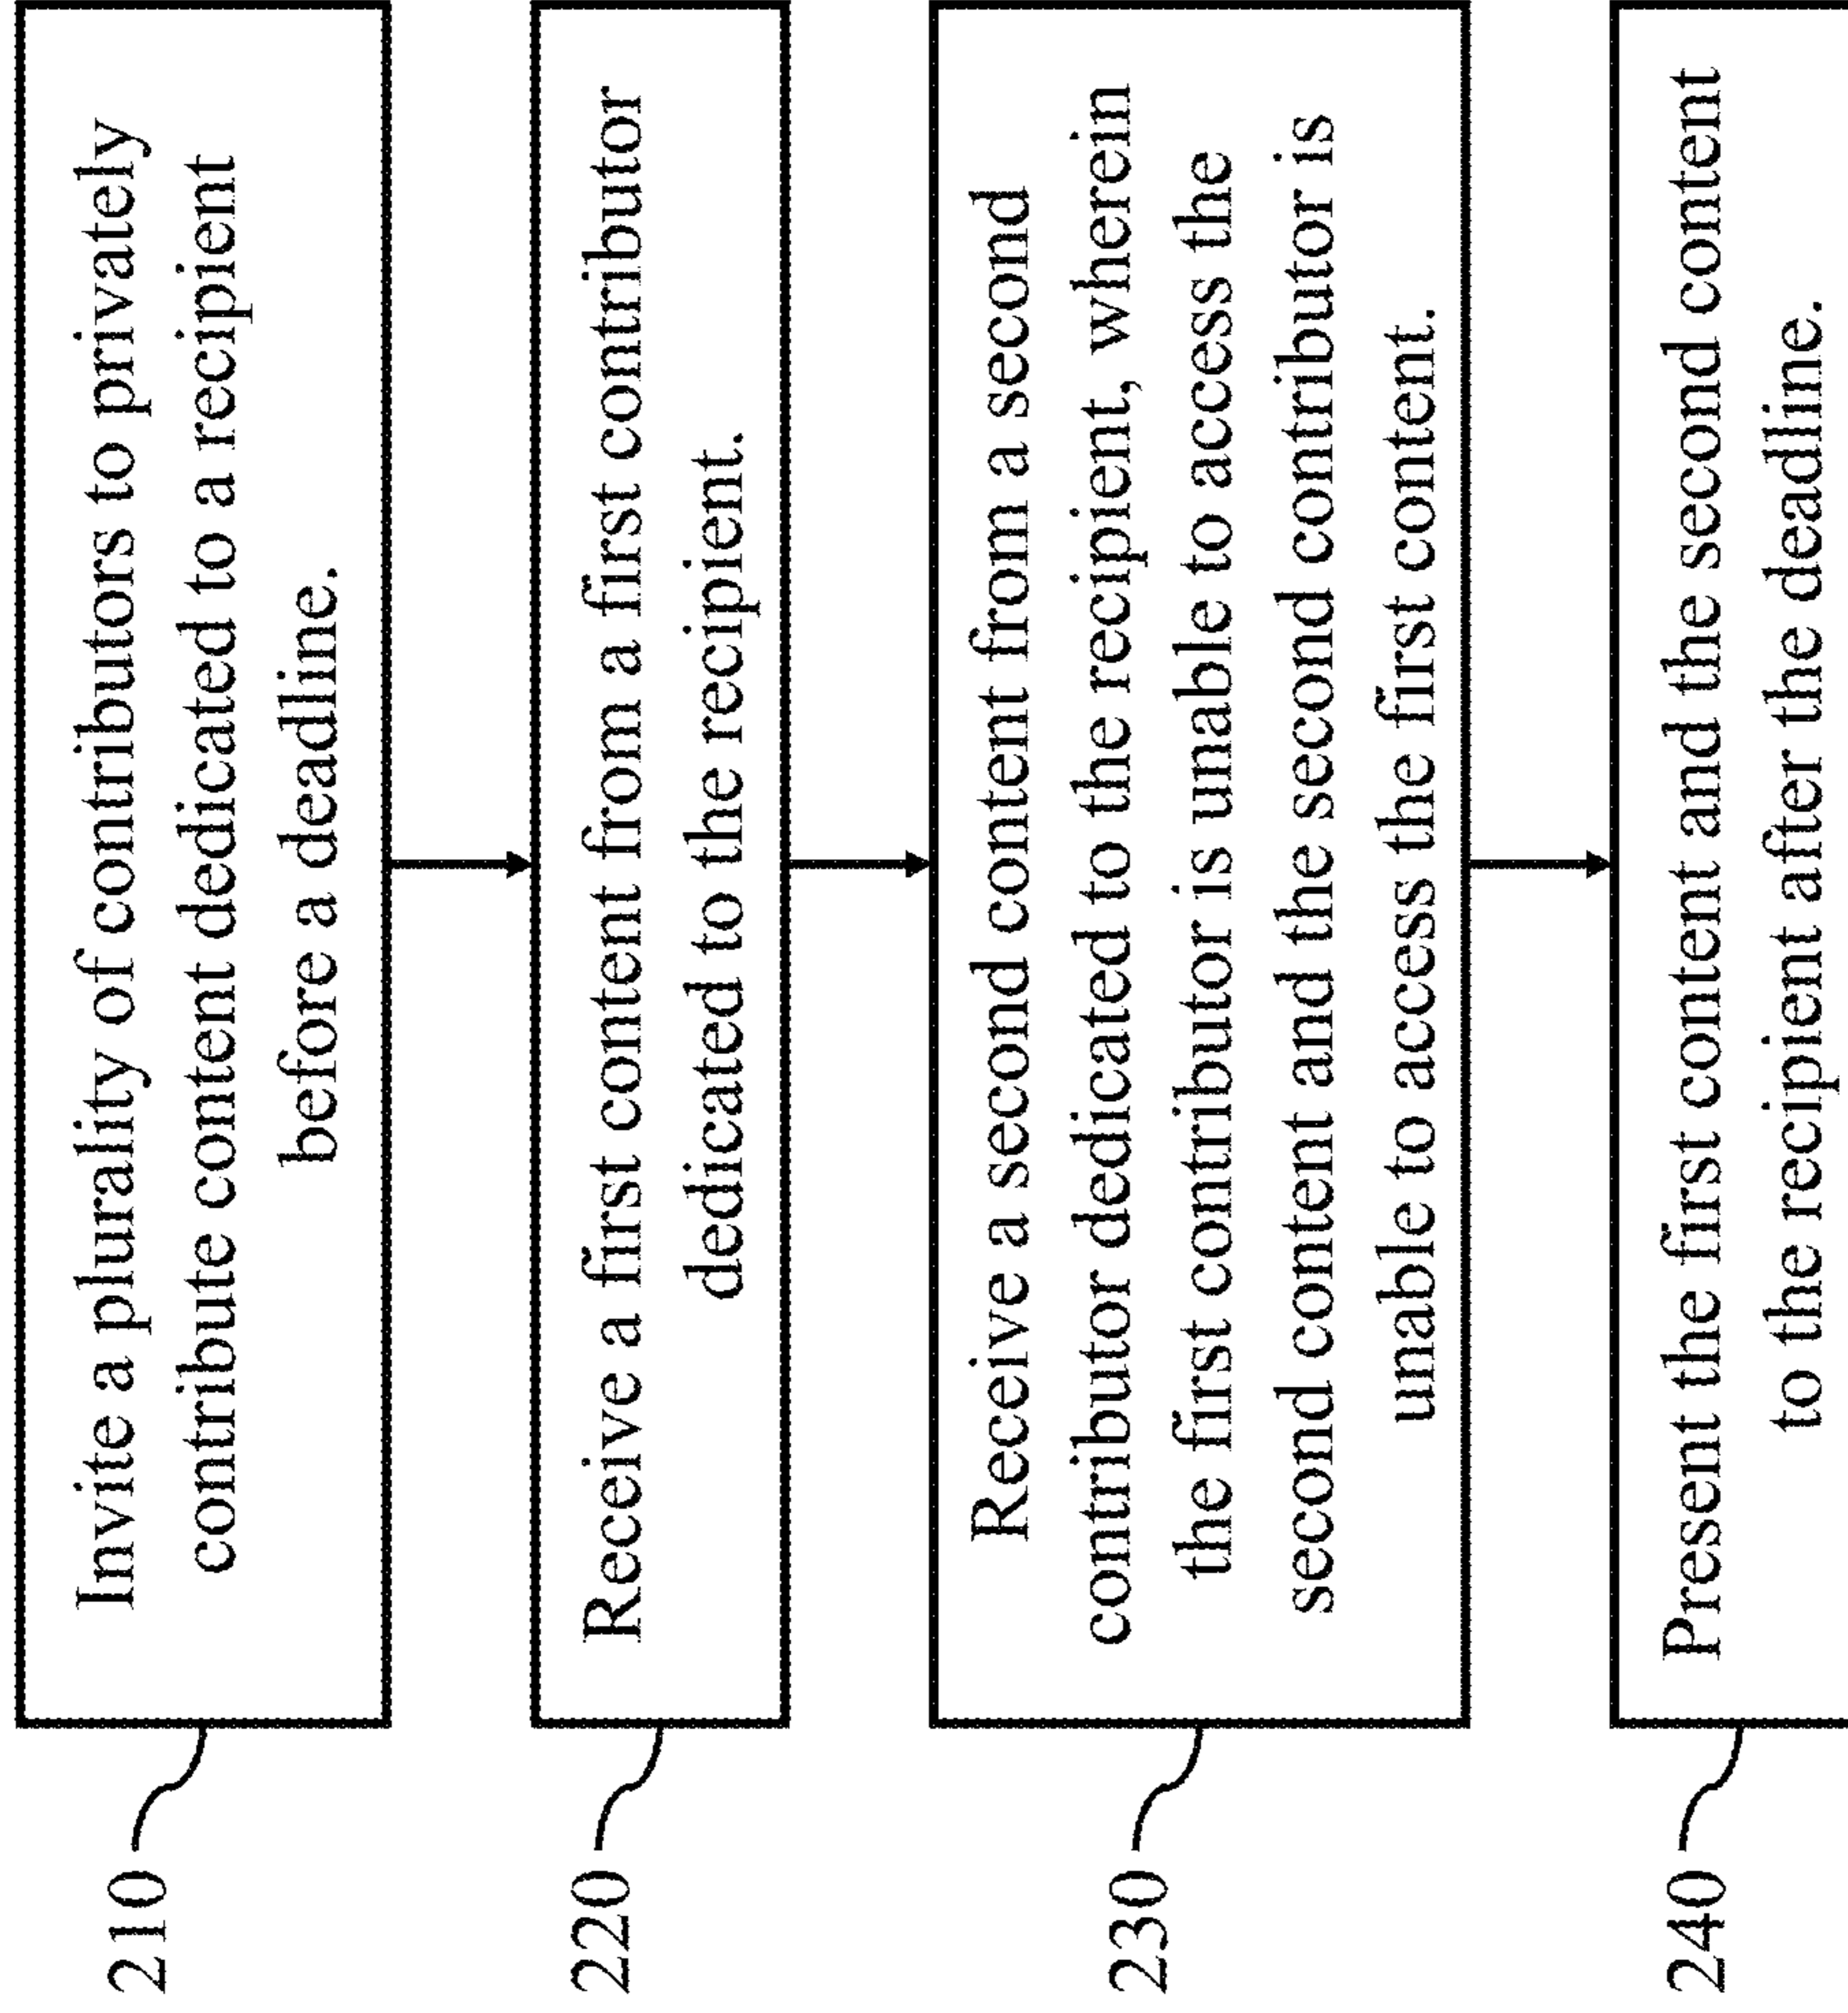 210
Invite a plurality of contributors to privately
contribute content dedicated to a recipient
before a deadline.
220
Receive a first content from a first contributor
dedicated to the recipient.
230
Receive a second content from a second
contributor dedicated to the recipient, wherein
the first contributor is unable to access the
second content and the second contributor is
unable to access the first content.
240
Present the first content and the second content
to the recipient after the deadline.